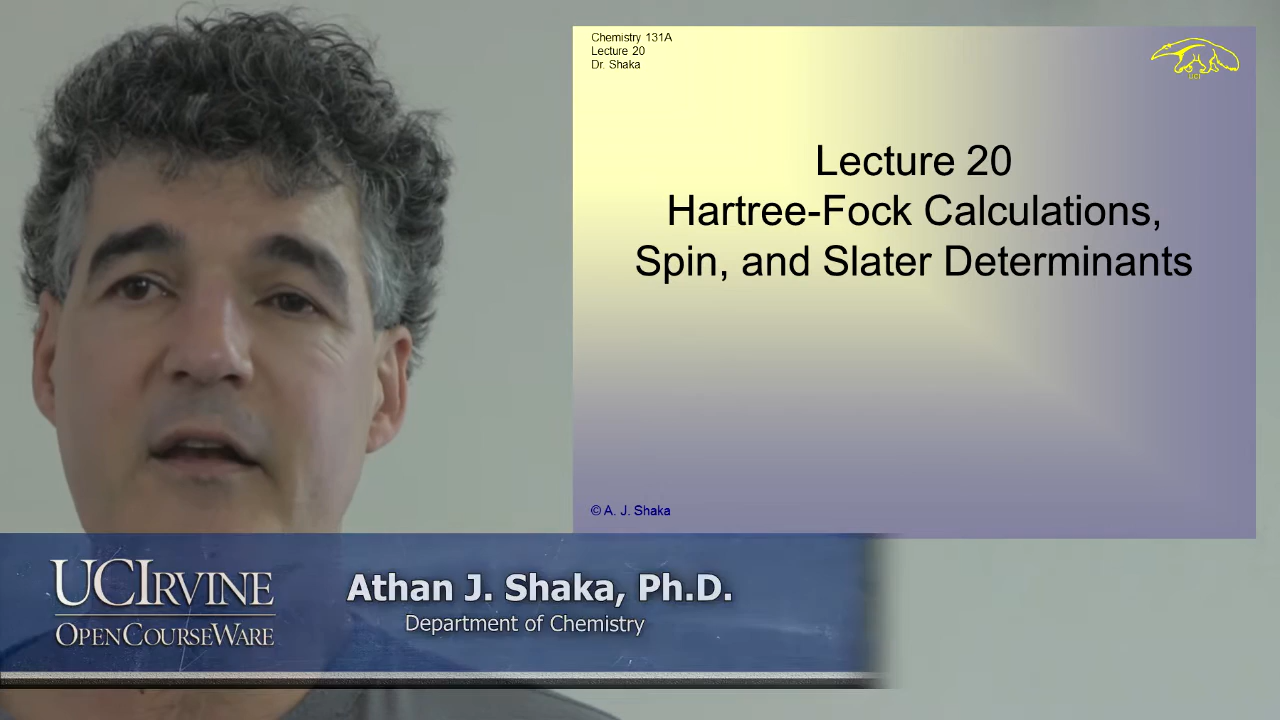 Chemistry 131A
Lecture 20
Dr. Shaka
UCI
Lecture 20
Hartree-Fock Calculations,
Spin, and Slater Determinants
© A. J. Shaka
UCIRVINE
OPENCOURSEWARE
Athan J. Shaka, Ph.D.
Department of Chemistry